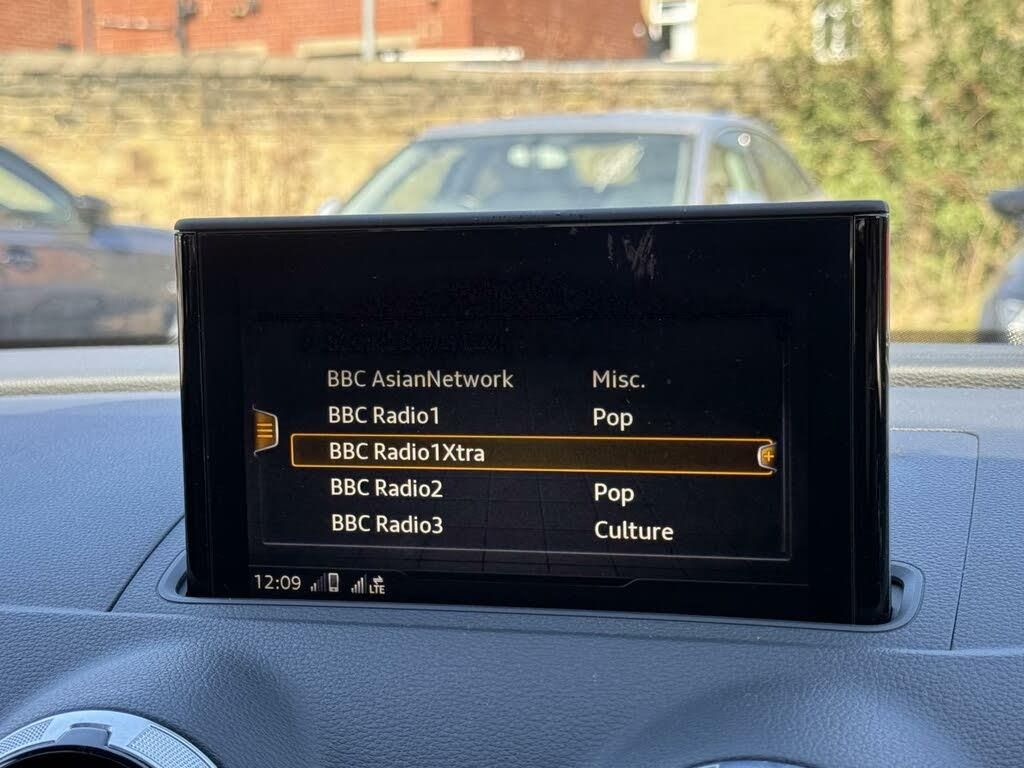 BBC AsianNetwork Misc.
BBC Radio1 Pop
BBC Radio1Xtra
BBC Radio2 Pop
BBC Radio3 Culture
12:09 LTE